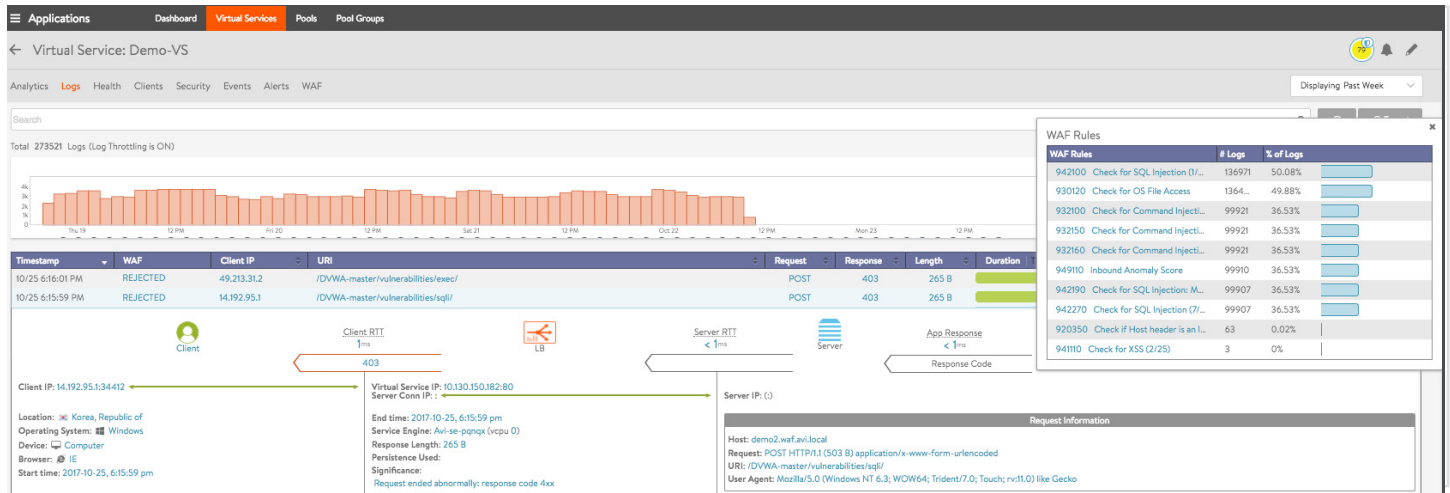 Applications Dashboard Virtual Services Pools Pool Groups
Virtual Service: Demo-VS 79
Analytics Logs Health Clients Security Events Alerts WAF Displaying Past Week
Search
Total 273521 Logs (Log Throttling is ON)
4k
3k
2k
1k
0
Thu 19 12 PM Fri 20 12 PM Sat 21 12 PM Oct 22 12 PM Mon 23 12 PM
WAF Rules
WAF Rules # Logs % of Logs
942100 Check for SQL Injection (1/... 136971 50.08%
930120 Check for OS File Access 1364... 49.88%
932100 Check for Command Injecti... 99921 36.53%
932150 Check for Command Injecti... 99921 36.53%
932160 Check for Command Injecti... 99921 36.53%
949110 Inbound Anomaly Score 99910 36.53%
942190 Check for SQL Injection: M... 99907 36.53%
942270 Check for SQL Injection (7/... 99907 36.53%
920350 Check if Host header is an I... 63 0.02%
941110 Check for XSS (2/25) 3 0%
Timestamp WAF Client IP URI Request Response Length Duration
10/25 6:16:01 PM REJECTED 49.213.31.2 /DVWA-master/vulnerabilities/exec/ POST 403 265 B
10/25 6:15:59 PM REJECTED 14.192.95.1 /DVWA-master/vulnerabilities/sqli/ POST 403 265 B
Client Client RTT LB Server RTT Server App Response
1ms < 1ms < 1ms
403 Response Code
Client IP: 14.192.95.1:34412
Location: Korea, Republic of
Operating System: Windows
Device: Computer
Browser: IE
Start time: 2017-10-25, 6:15:59 pm
Virtual Service IP: 10.130.150.182:80
Server Conn IP: :
End time: 2017-10-25, 6:15:59 pm
Service Engine: Avi-se-pqnqx (vcpu 0)
Response Length: 265 B
Persistence Used:
Significance:
Request ended abnormally: response code 4xx
Server IP: (:)
Request Information
Host: demo2.waf.avi.local
Request: POST HTTP/1.1 (503 B) application/x-www-form-urlencoded
URI: /DVWA-master/vulnerabilities/sqli/
User Agent: Mozilla/5.0 (Windows NT 6.3; WOW64; Trident/7.0; Touch; rv:11.0) like Gecko